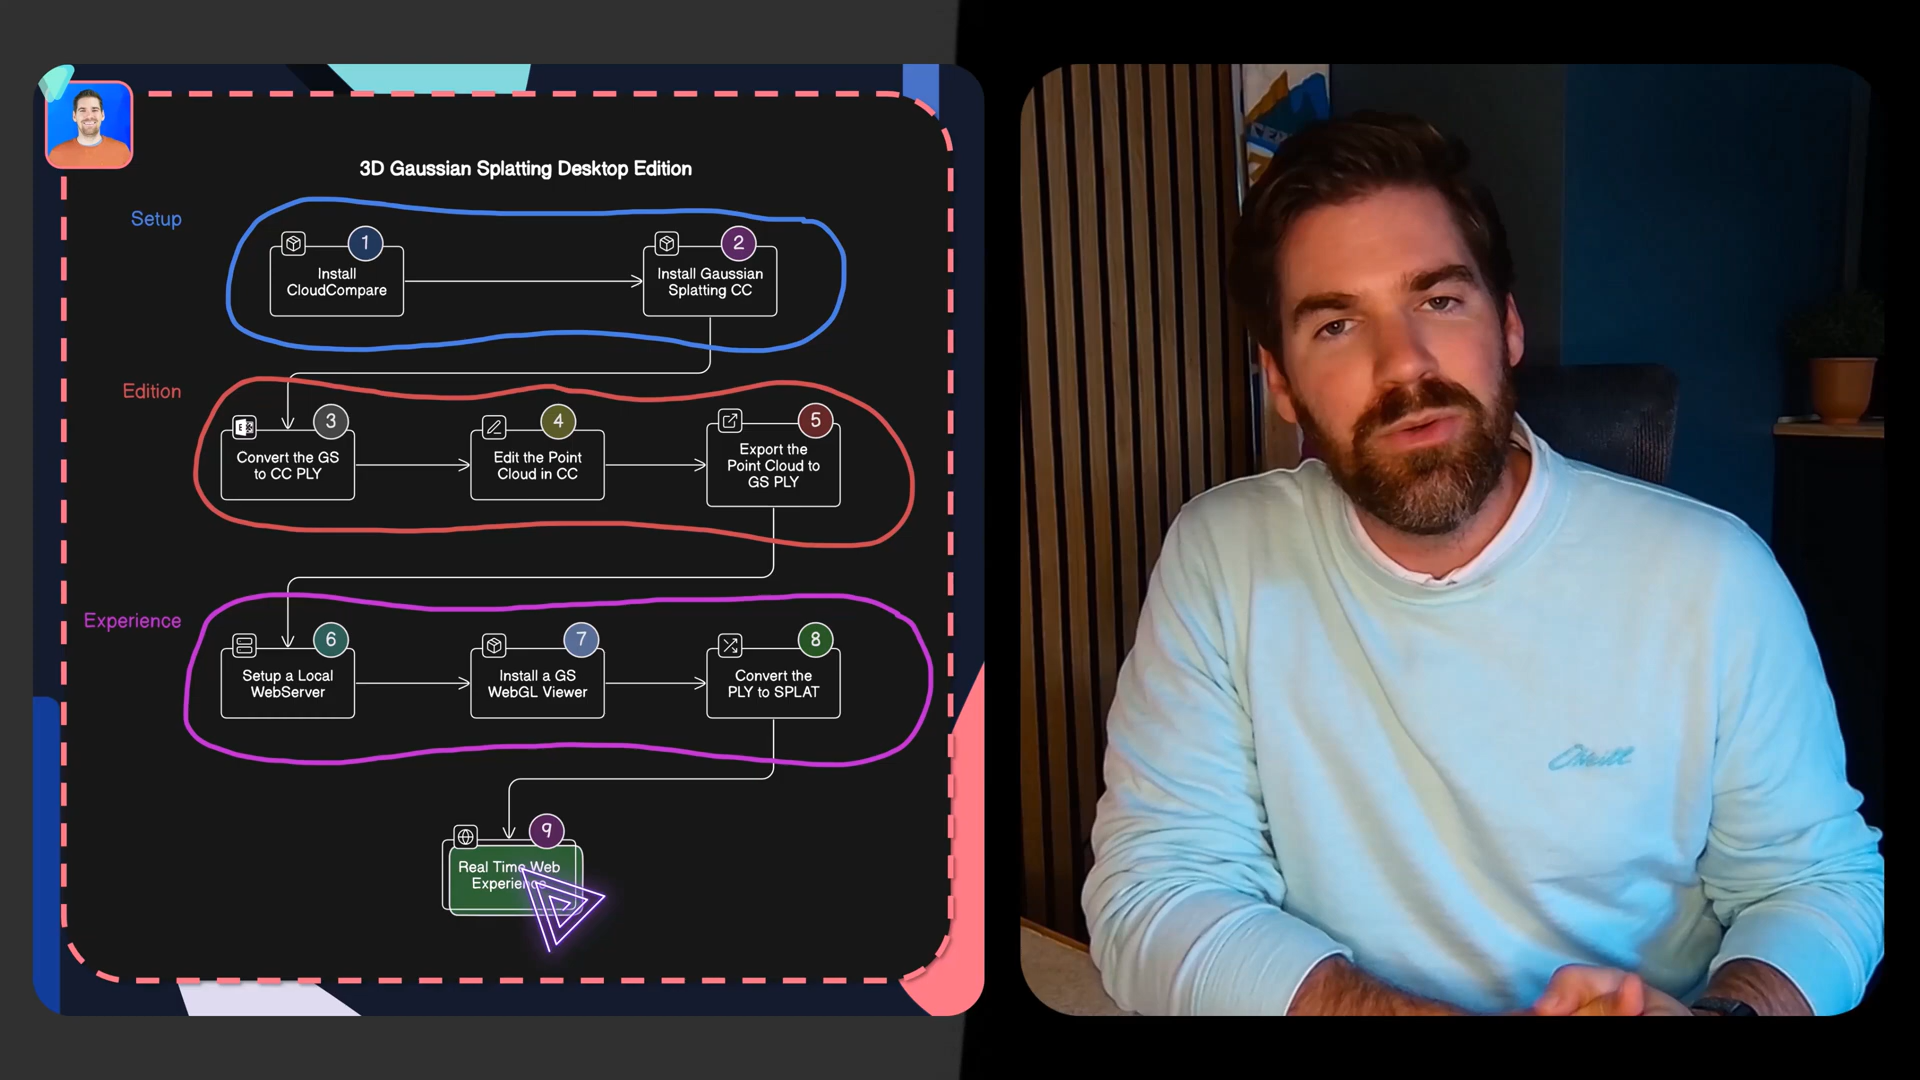 3D Gaussian Splatting Desktop Edition
Setup
1
2
Install
CloudCompare
Install Gaussian
Splatting CC
Edition
3
4
5
Convert the GS
to CC PLY
Edit the Point
Cloud in CC
Export the
Point Cloud to
GS PLY
Experience
6
7
8
Setup a Local
WebServer
Install a GS
WebGL Viewer
Convert the
PLY to SPLAT
9
Real Time Web
Experience